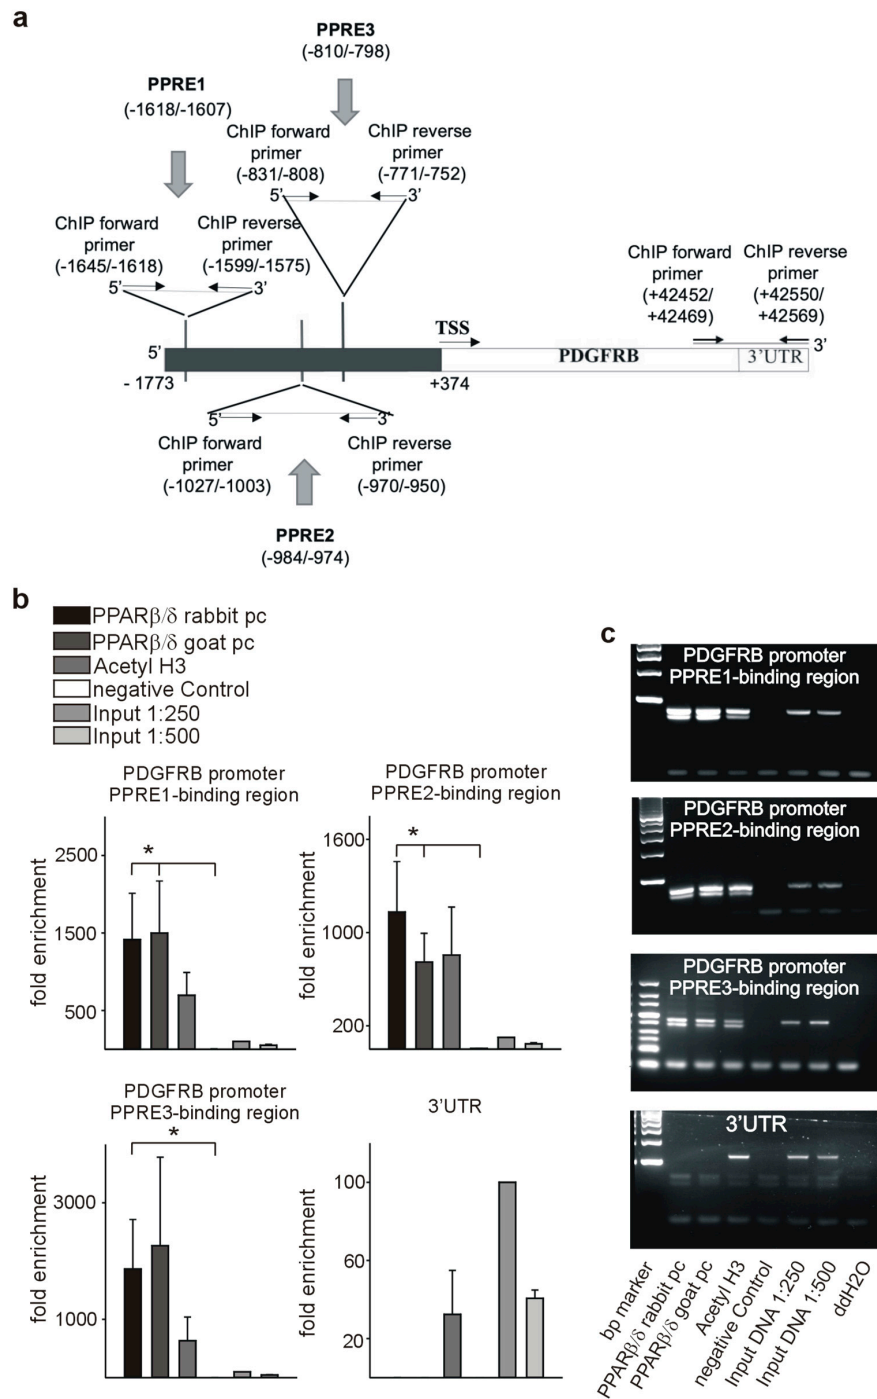 a
PPRE3
(-810/-798)
PPRE1
(-1618/-1607)
ChIP forward
primer
(-831/-808)
ChIP reverse
primer
(-771/-752)
5’
3’
ChIP forward
primer
(-1645/-1618)
ChIP reverse
primer
(-1599/-1575)
5’
3’
ChIP forward
primer
(+42452/
+42469)
ChIP reverse
primer
(+42550/
+42569)
TSS
5’
PDGFRB
3’UTR
3’
- 1773
+374
5’
3’
ChIP forward
primer
(-1027/-1003)
ChIP reverse
primer
(-970/-950)
PPRE2
(-984/-974)
b
PPARβ/δ rabbit pc
PPARβ/δ goat pc
Acetyl H3
negative Control
Input 1:250
Input 1:500
PDGFRB promoter
PPRE1-binding region
fold enrichment
2500
1500
500
*
PDGFRB promoter
PPRE2-binding region
fold enrichment
1600
1000
200
*
PDGFRB promoter
PPRE3-binding region
fold enrichment
3000
1000
*
3’UTR
fold enrichment
100
60
20
c
PDGFRB promoter
PPRE1-binding region
PDGFRB promoter
PPRE2-binding region
PDGFRB promoter
PPRE3-binding region
3’UTR
bp marker
PPARβ/δ rabbit pc
PPARβ/δ goat pc
Acetyl H3
negative Control
Input DNA 1:250
Input DNA 1:500
ddH2O